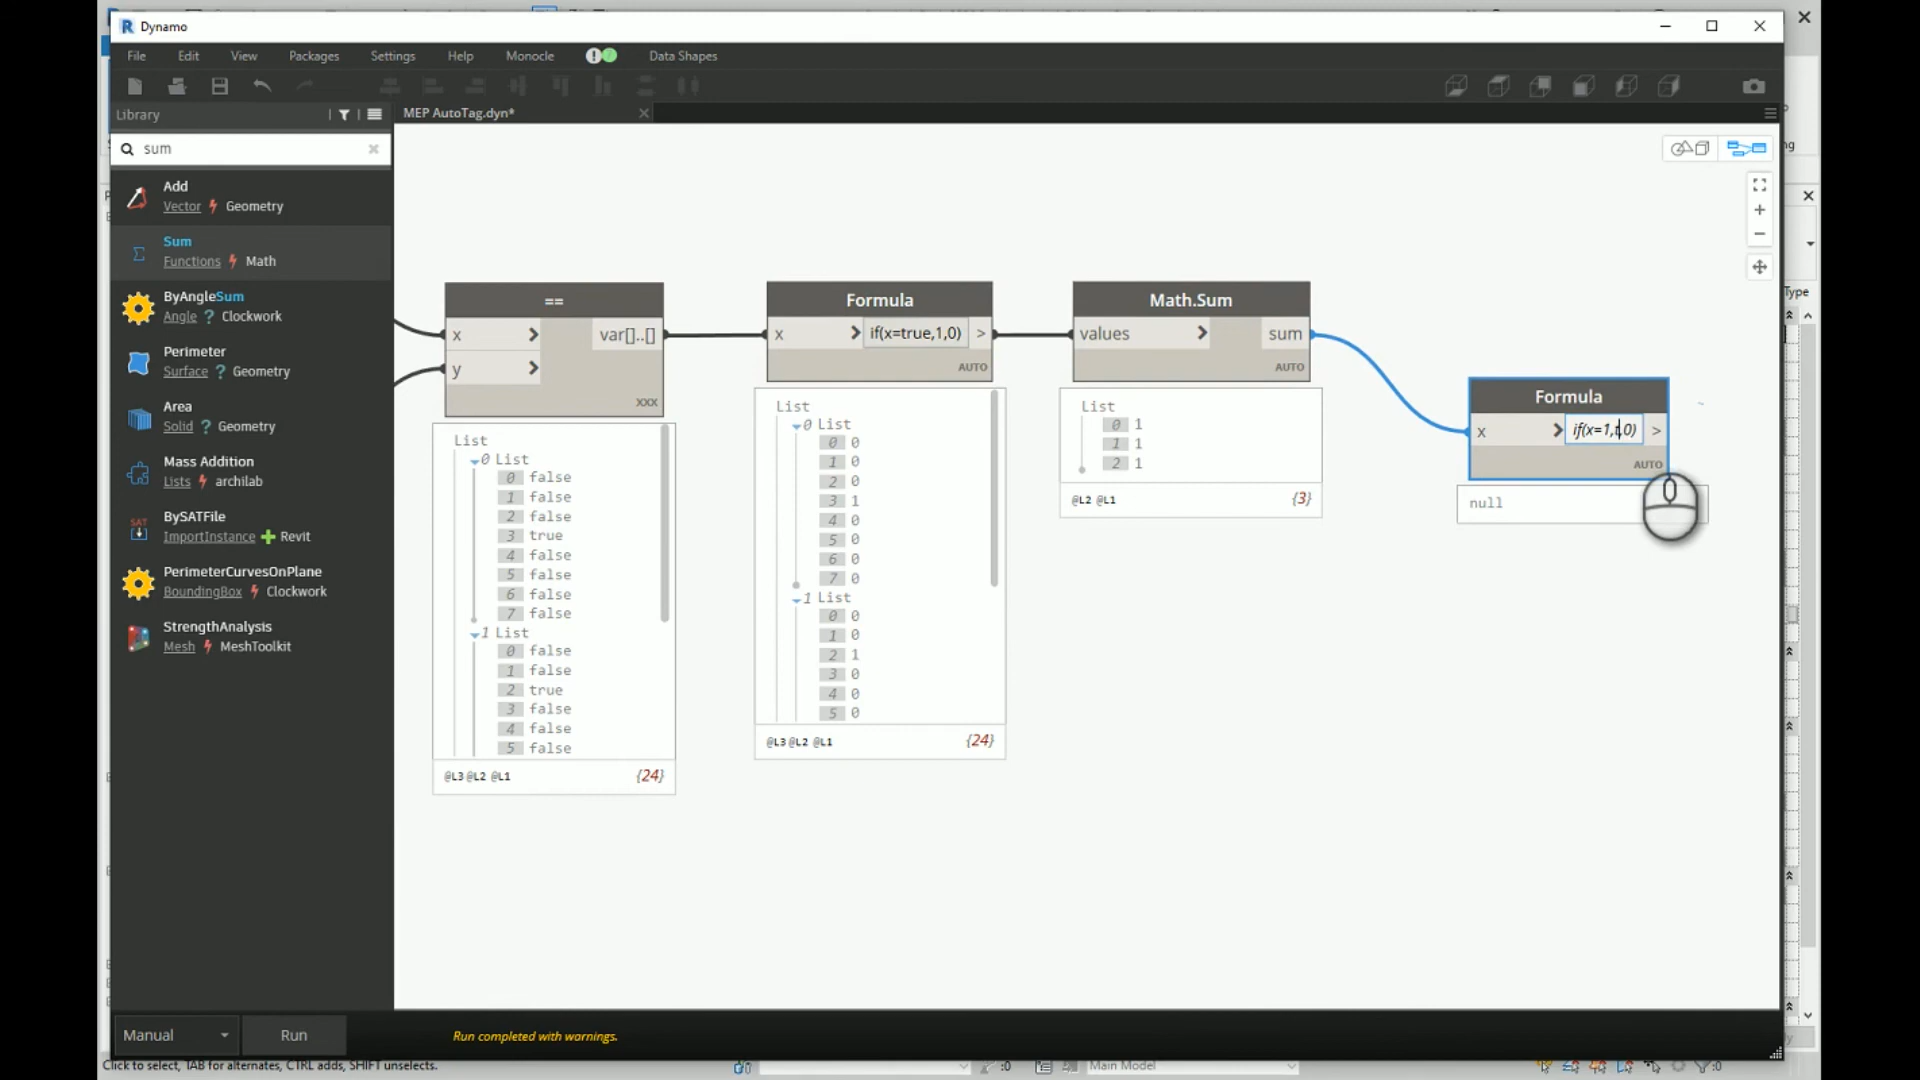 Dynamo
File Edit View Packages Settings Help Monocle Data Shapes
Library
MEP AutoTag.dyn*
sum
Add
Vector Geometry
Sum
Functions Math
ByAngleSum
Angle ? Clockwork
Perimeter
Surface ? Geometry
Area
Solid ? Geometry
Mass Addition
Lists archilab
BySATFile
ImportInstance Revit
PerimeterCurvesOnPlane
BoundingBox Clockwork
StrengthAnalysis
Mesh MeshToolkit
==
x > var[]..[]
y >
xxx
List
0 List
0 false
1 false
2 false
3 true
4 false
5 false
6 false
7 false
1 List
0 false
1 false
2 true
3 false
4 false
5 false
@L3 @L2 @L1 {24}
Formula
x > if(x=true,1,0) >
AUTO
List
0 List
0 0
1 0
2 0
3 1
4 0
5 0
6 0
7 0
1 List
0 0
1 0
2 1
3 0
4 0
5 0
@L3 @L2 @L1 {24}
Math.Sum
values > sum
AUTO
List
0 1
1 1
2 1
@L2 @L1 {3}
Formula
x > if(x=1,t,0) >
AUTO
null
Type
Manual Run Run completed with warnings.
Click to select, TAB for alternates, CTRL adds, SHIFT unselects. :0 Main Model :0